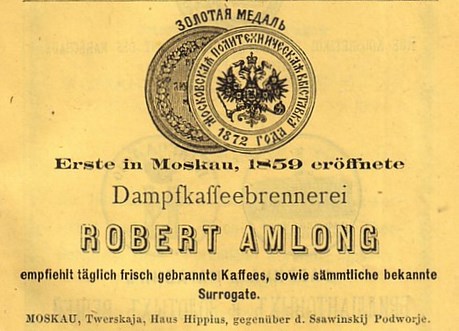 ЗОЛОТАЯ МЕДАЛЬ
МОСКОВСКАЯ ПОЛИТЕХНИЧЕСКАЯ ВЫСТАВКА
1872 ГОДА
Erste in Moskau, 1859 eröffnete
Dampfkaffeebrennerei
ROBERT AMLONG
empfiehlt täglich frisch gebrannte Kaffees, sowie sämmtliche bekannte
Surrogate.
MOSKAU, Twerskaja, Haus Hippius, gegenüber d. Ssawinskij Podworje.